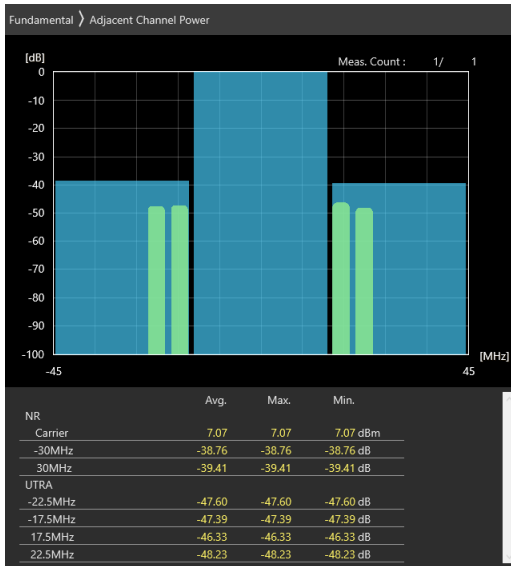 Fundamental 〉 Adjacent Channel Power
[dB]
Meas. Count : 1/ 1
0
-10
-20
-30
-40
-50
-60
-70
-80
-90
-100
[MHz]
-45 45
Avg. Max. Min.
NR
Carrier 7.07 7.07 7.07 dBm
-30MHz -38.76 -38.76 -38.76 dB
30MHz -39.41 -39.41 -39.41 dB
UTRA
-22.5MHz -47.60 -47.60 -47.60 dB
-17.5MHz -47.39 -47.39 -47.39 dB
17.5MHz -46.33 -46.33 -46.33 dB
22.5MHz -48.23 -48.23 -48.23 dB